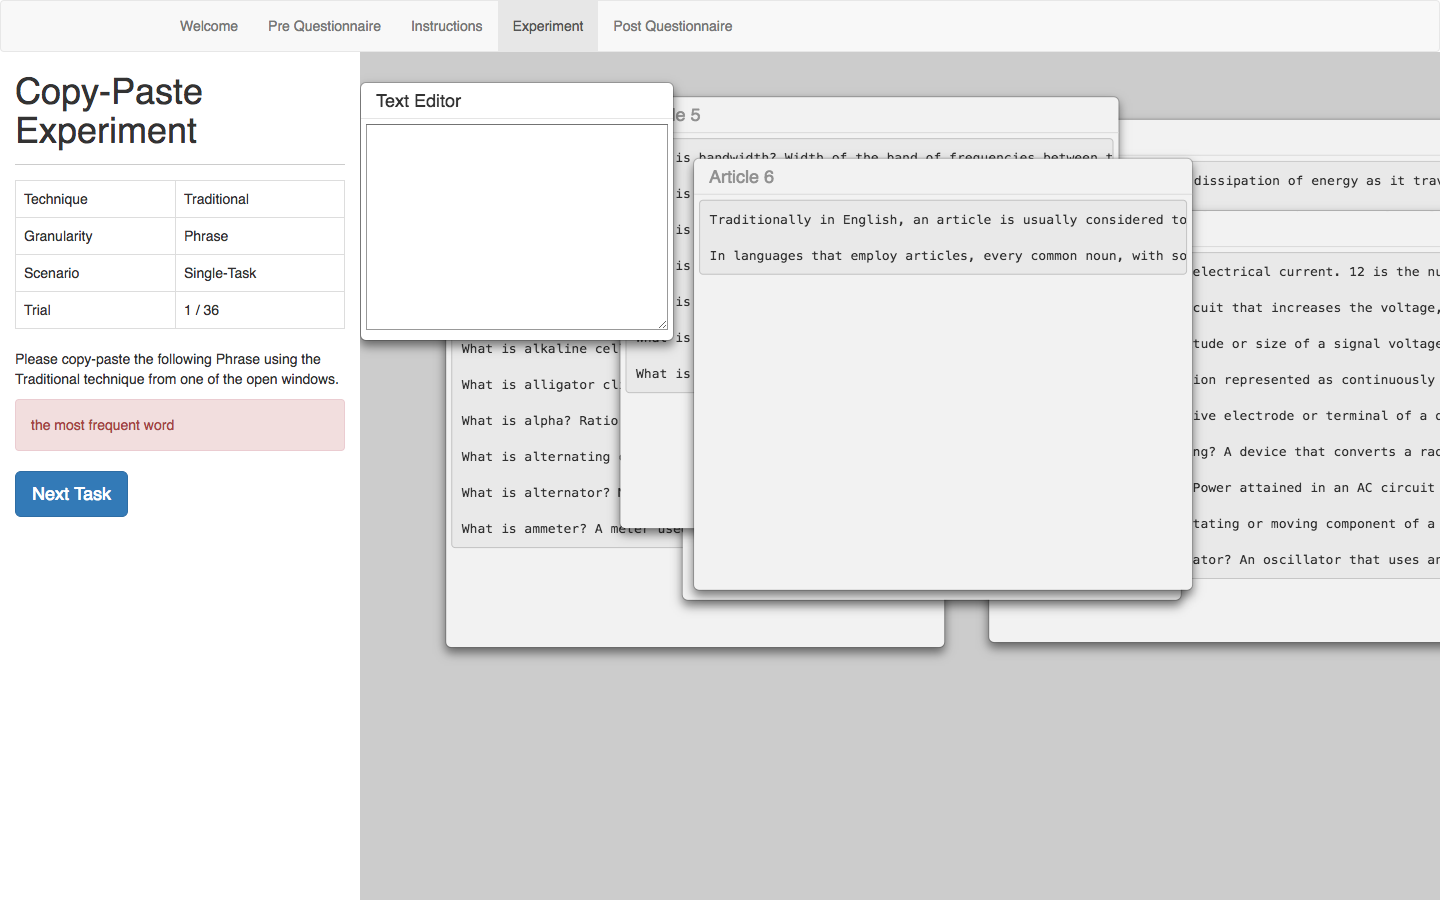 Welcome
Pre Questionnaire
Instructions
Experiment
Post Questionnaire
Copy-Paste
Experiment
Technique Traditional
Granularity Phrase
Scenario Single-Task
Trial 1 / 36
Please copy-paste the following Phrase using the
Traditional technique from one of the open windows.
the most frequent word
Next Task
Text Editor
le 5
is bandwidth? Width of the band of frequencies between t
is
is
is
is
What is
What is
Article 6
Traditionally in English, an article is usually considered to
In languages that employ articles, every common noun, with so
What is alkaline cel
What is alligator cl
What is alpha? Ratio
What is alternating
What is alternator?
What is ammeter? A meter use
dissipation of energy as it trav
electrical current. 12 is the nu
cuit that increases the voltage,
tude or size of a signal voltage
ion represented as continuously
ive electrode or terminal of a
ng? A device that converts a rad
Power attained in an AC circuit
tating or moving component of a
ator? An oscillator that uses an